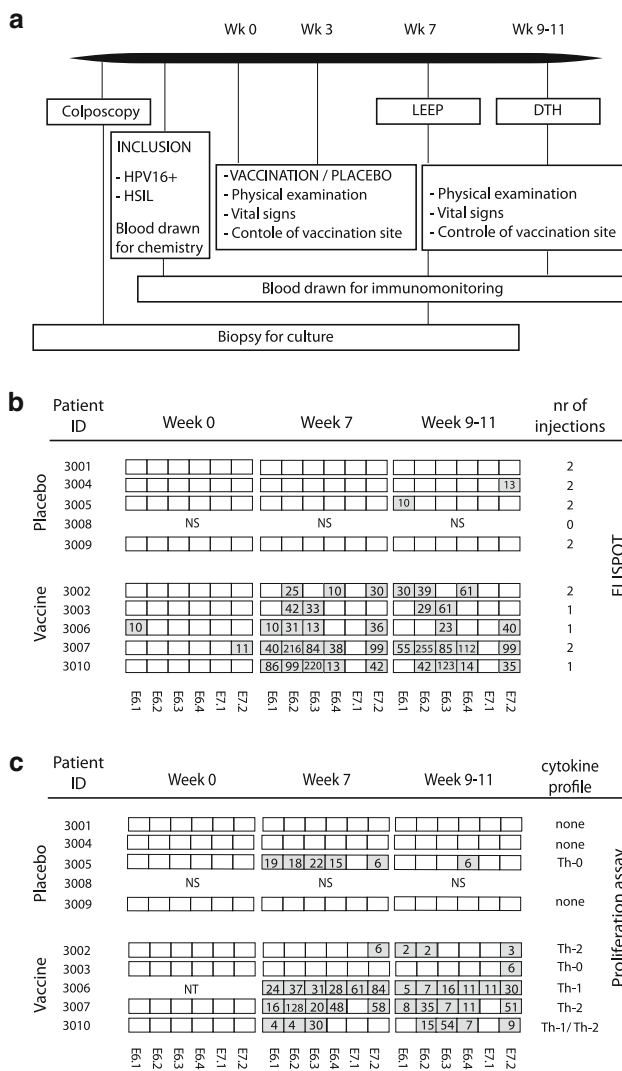 a
Wk 0 Wk 3 Wk 7 Wk 9-11
Colposcopy LEEP DTH
INCLUSION
- HPV16+
- HSIL
Blood drawn
for chemistry
- VACCINATION / PLACEBO
- Physical examination
- Vital signs
- Contole of vaccination site
- Physical examination
- Vital signs
- Controle of vaccination site
Blood drawn for immunomonitoring
Biopsy for culture
b
Patient
ID
Week 0 Week 7 Week 9-11
nr of
injections
Placebo
3001 2
3004 13 2
3005 10 2
3008 NS NS NS 0
3009 2
Vaccine
3002 25 10 30 30 39 61 2
3003 42 33 29 61 1
3006 10 10 31 13 36 23 40 1
3007 11 40 216 84 38 99 55 255 85 112 99 2
3010 86 99 220 13 42 42 123 14 35 1
E6.1 E6.2 E6.3 E6.4 E7.1 E7.2 E6.1 E6.2 E6.3 E6.4 E7.1 E7.2 E6.1 E6.2 E6.3 E6.4 E7.1 E7.2
ELISPOT
c
Patient
ID
Week 0 Week 7 Week 9-11
cytokine
profile
Placebo
3001 none
3004 none
3005 19 18 22 15 6 6 Th-0
3008 NS NS NS
3009 none
Vaccine
3002 6 2 2 3 Th-2
3003 6 Th-0
3006 NT 24 37 31 28 61 84 5 7 16 11 11 30 Th-1
3007 16 128 20 48 58 8 35 7 11 51 Th-2
3010 4 4 30 15 54 7 9 Th-1/Th-2
E6.1 E6.2 E6.3 E6.4 E7.1 E7.2 E6.1 E6.2 E6.3 E6.4 E7.1 E7.2 E6.1 E6.2 E6.3 E6.4 E7.1 E7.2
Proliferation assay